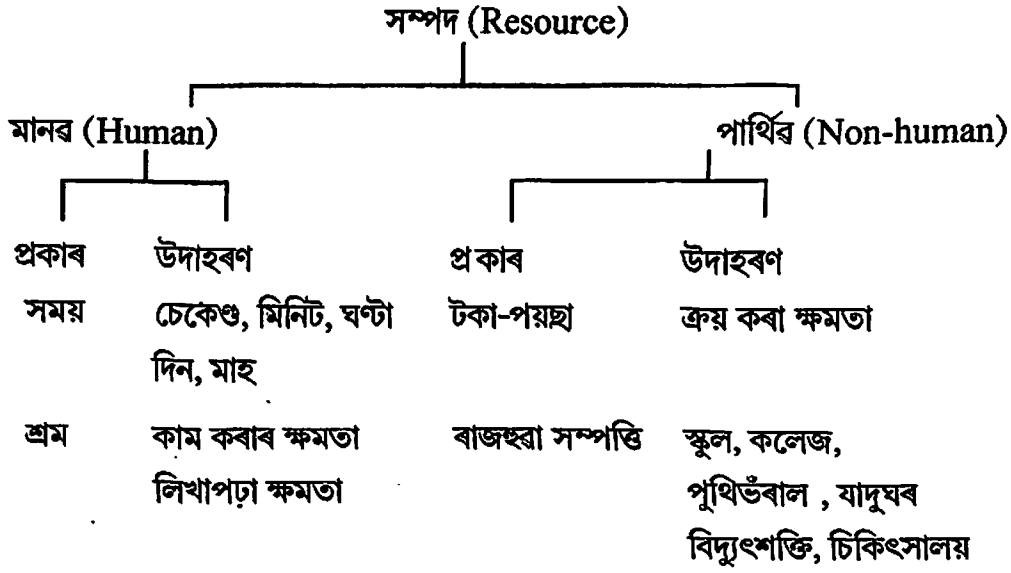 সম্পদ (Resource)
মানৱ (Human) পাৰ্থিৱ (Non-human)
প্ৰকাৰ উদাহৰণ প্ৰকাৰ উদাহৰণ
সময় চেকেণ্ড, মিনিট, ঘণ্টা টকা-পয়ছা ক্ৰয় কৰা ক্ষমতা
দিন, মাহ
শ্ৰম কাম কৰাৰ ক্ষমতা ৰাজহুৱা সম্পত্তি স্কুল, কলেজ,
লিখাপঢ়া ক্ষমতা পুথিভঁৰাল , যাদুঘৰ
বিদ্যুৎশক্তি, চিকিৎসালয়